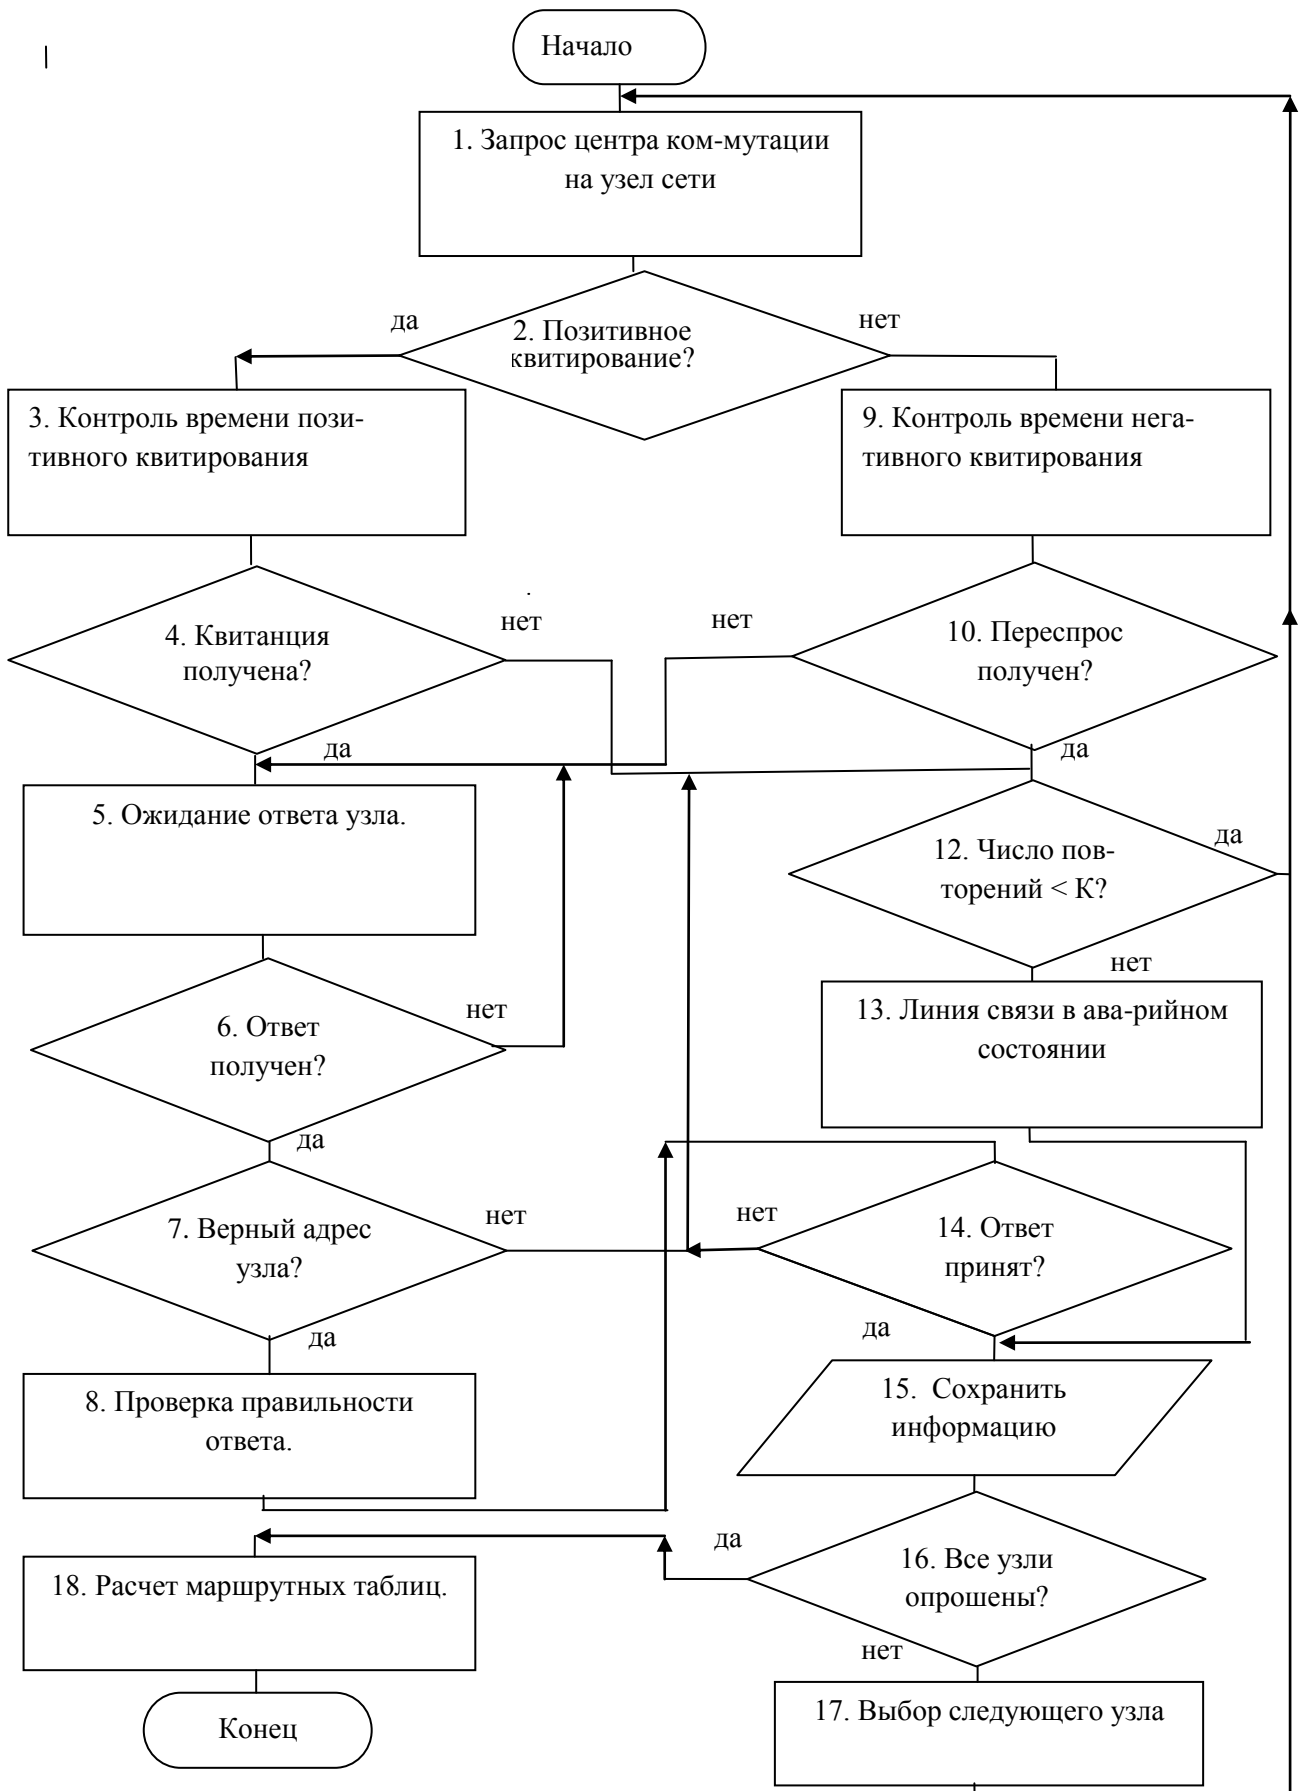 Начало
1. Запрос центра ком-мутации
на узел сети
да
нет
2. Позитивное
квитирование?
3. Контроль времени пози-
тивного квитирования
9. Контроль времени нега-
тивного квитирования
4. Квитанция
получена?
нет
нет
10. Переспрос
получен?
да
да
5. Ожидание ответа узла.
12. Число пов-
торений < К?
да
нет
6. Ответ
получен?
нет
13. Линия связи в ава-рийном
состоянии
да
7. Верный адрес
узла?
нет
нет
14. Ответ
принят?
да
да
8. Проверка правильности
ответа.
15. Сохранить
информацию
да
16. Все узли
опрошены?
18. Расчет маршрутных таблиц.
нет
17. Выбор следующего узла
Конец